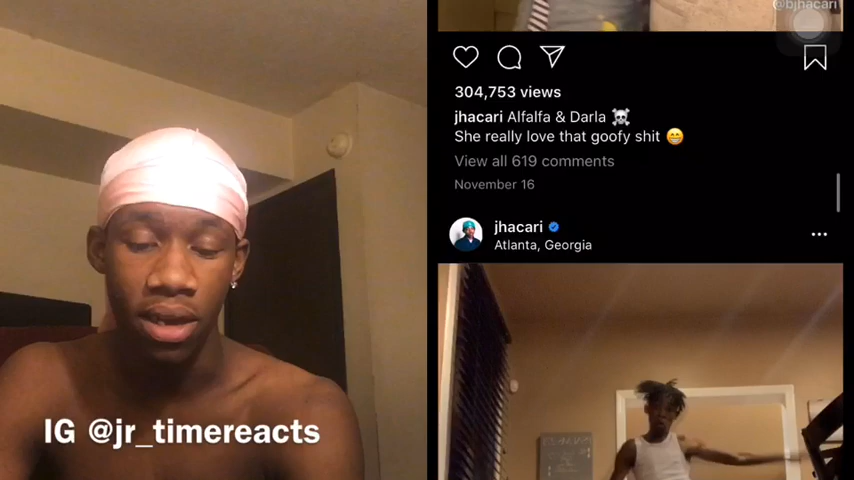 @bjhacari
304,753 views
jhacari Alfalfa & Darla ☠️
She really love that goofy shit 😁
View all 619 comments
November 16
jhacari
Atlanta, Georgia
IG @jr_timereacts